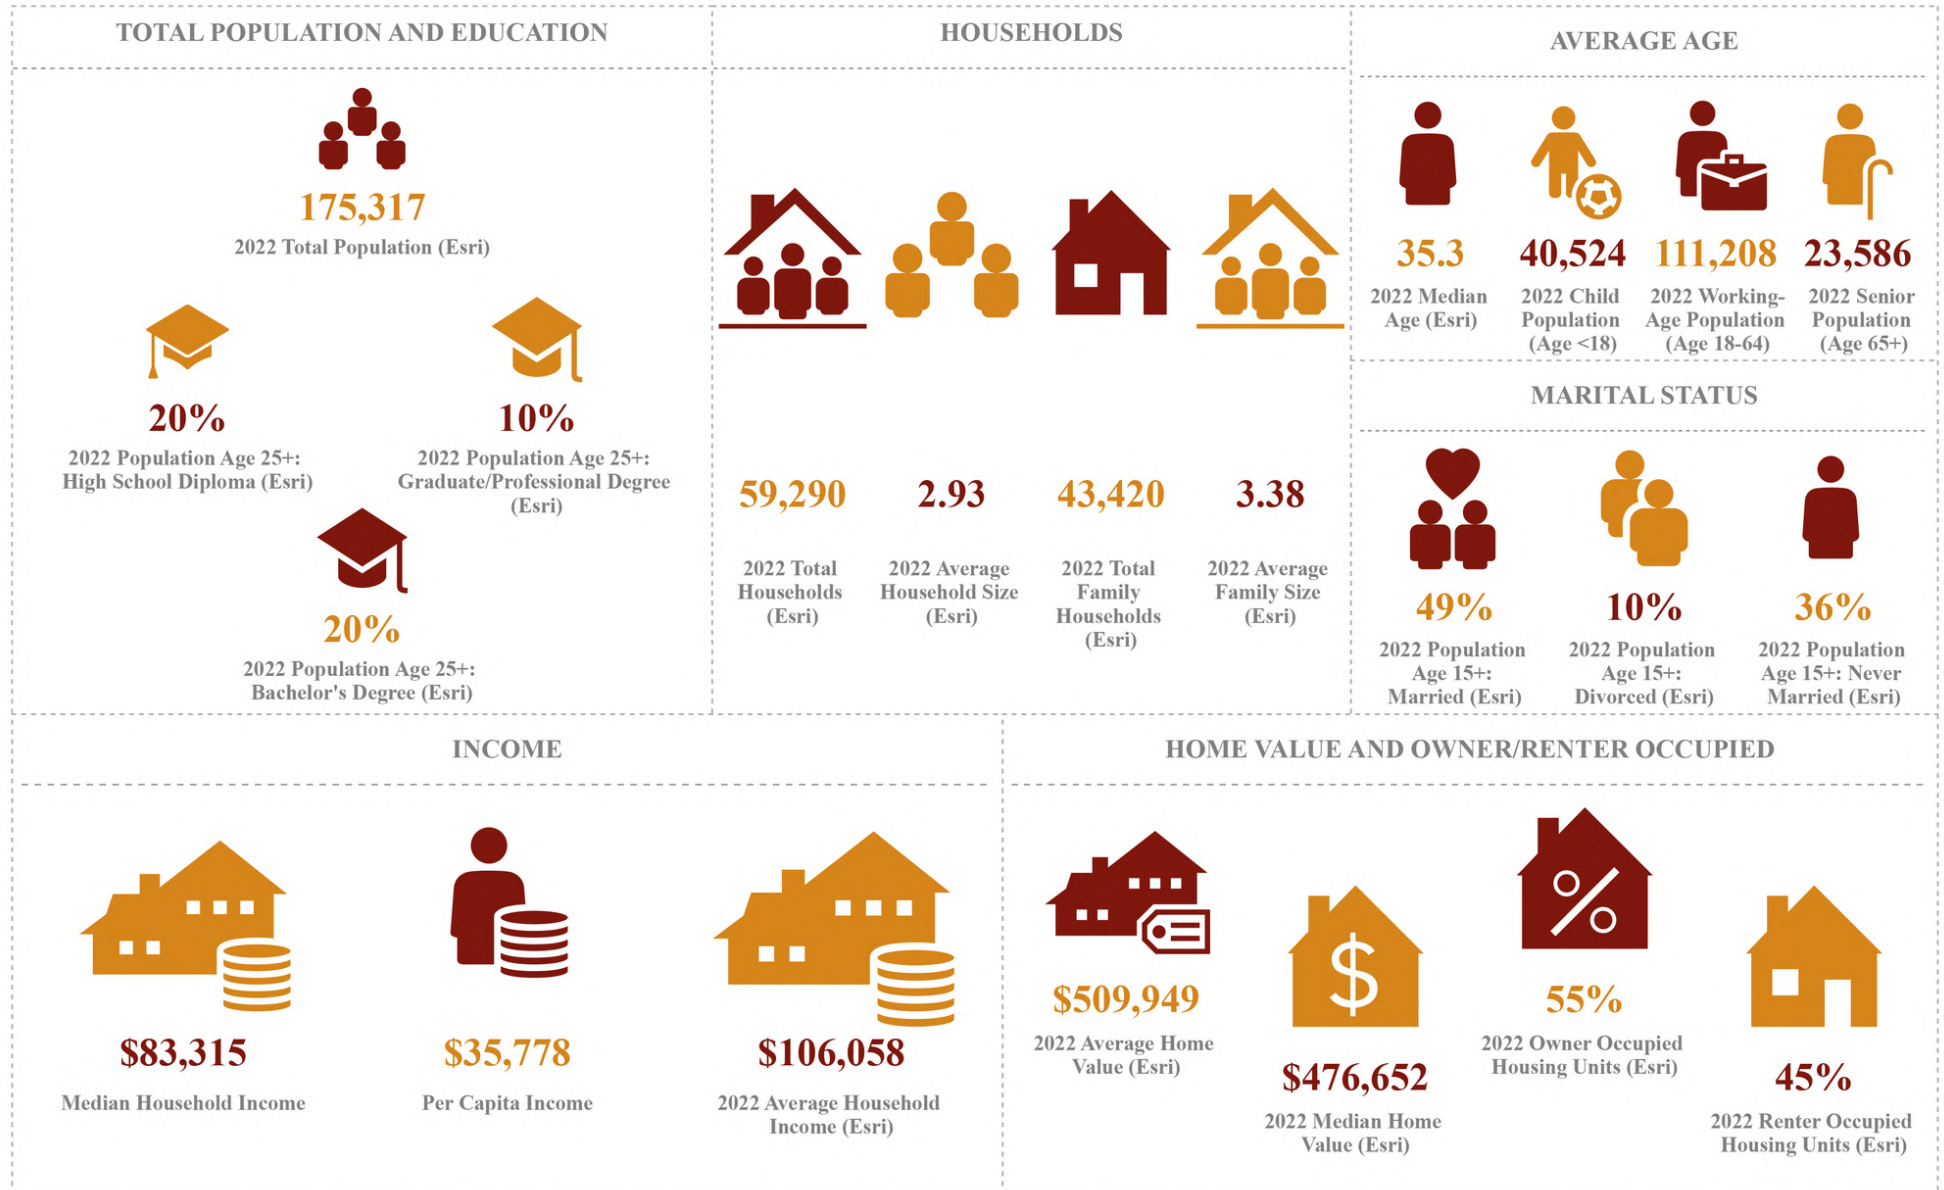 TOTAL POPULATION AND EDUCATION
175,317
2022 Total Population (Esri)
20%
2022 Population Age 25+:
High School Diploma (Esri)
10%
2022 Population Age 25+:
Graduate/Professional Degree
(Esri)
20%
2022 Population Age 25+:
Bachelor's Degree (Esri)
HOUSEHOLDS
59,290
2022 Total
Households
(Esri)
2.93
2022 Average
Household Size
(Esri)
43,420
2022 Total
Family
Households
(Esri)
3.38
2022 Average
Family Size
(Esri)
AVERAGE AGE
35.3
2022 Median
Age (Esri)
40,524
2022 Child
Population
(Age <18)
111,208
2022 Working-
Age Population
(Age 18-64)
23,586
2022 Senior
Population
(Age 65+)
MARITAL STATUS
49%
2022 Population
Age 15+:
Married (Esri)
10%
2022 Population
Age 15+:
Divorced (Esri)
36%
2022 Population
Age 15+: Never
Married (Esri)
INCOME
$83,315
Median Household Income
$35,778
Per Capita Income
$106,058
2022 Average Household
Income (Esri)
HOME VALUE AND OWNER/RENTER OCCUPIED
$509,949
2022 Average Home
Value (Esri)
$
$476,652
2022 Median Home
Value (Esri)
%
55%
2022 Owner Occupied
Housing Units (Esri)
45%
2022 Renter Occupied
Housing Units (Esri)